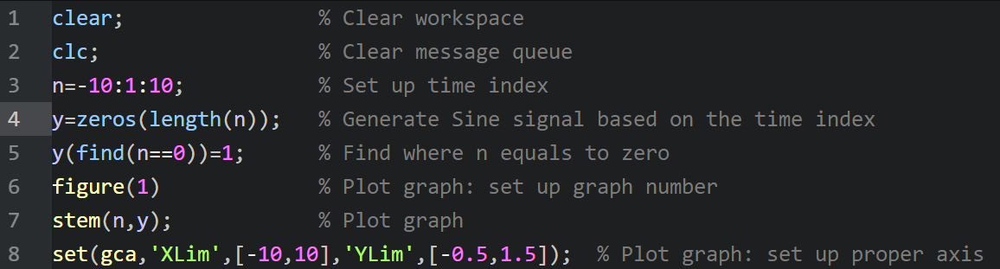 1 clear; % Clear workspace
2 clc; % Clear message queue
3 n=-10:1:10; % Set up time index
4 y=zeros(length(n)); % Generate Sine signal based on the time index
5 y(find(n==0))=1; % Find where n equals to zero
6 figure(1) % Plot graph: set up graph number
7 stem(n,y); % Plot graph
8 set(gca,'XLim',[-10,10],'YLim',[-0.5,1.5]); % Plot graph: set up proper axis